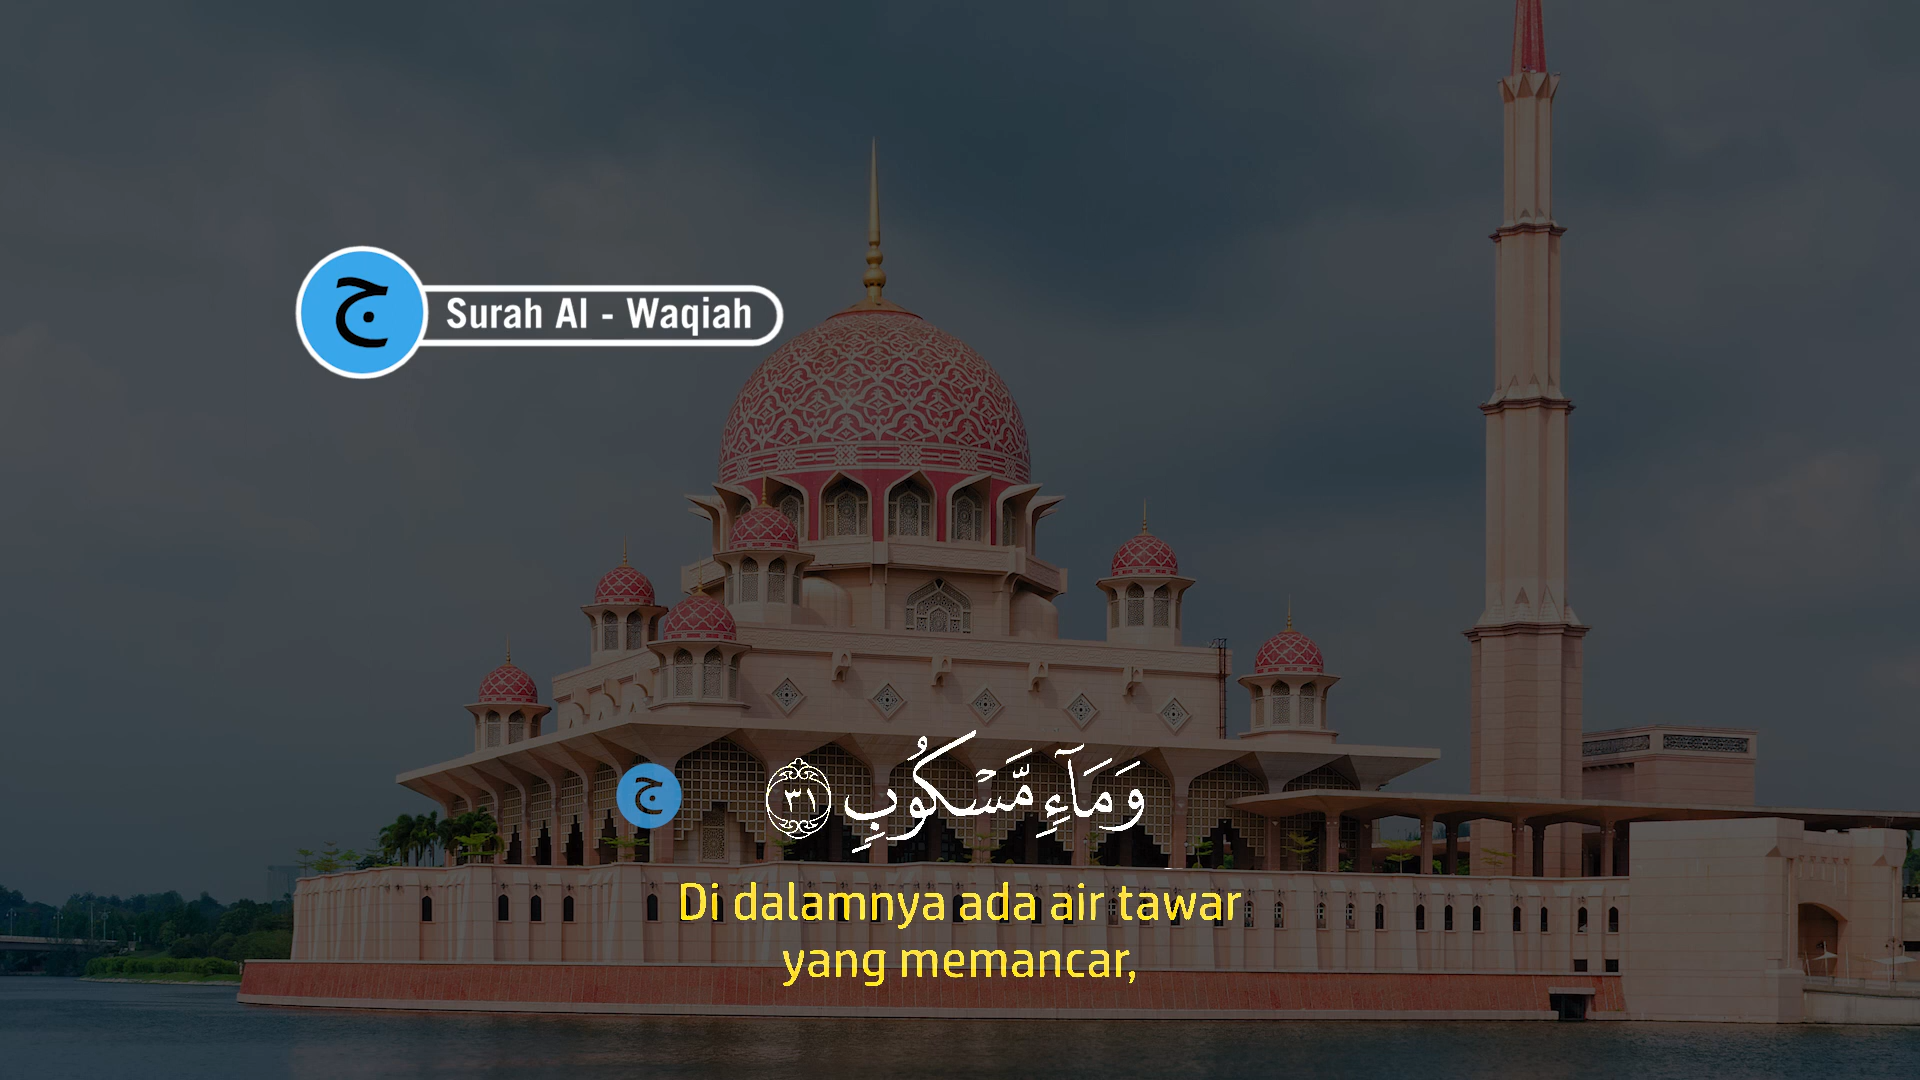 ج
Surah Al - Waqiah
ج
وَمَآءٍ مَّسۡكُوبٍ ٣١
Di dalamnya ada air tawar
yang memancar,